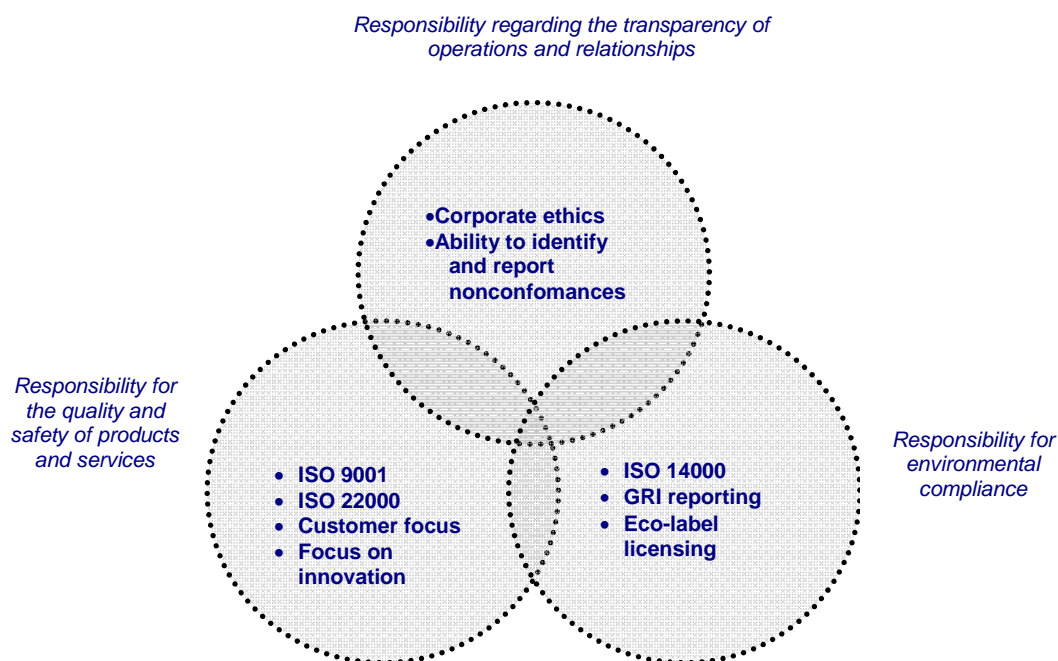 Responsibility regarding the transparency of
operations and relationships
•Corporate ethics
•Ability to identify
and report
nonconfomances
Responsibility for
the quality and
safety of products
and services
• ISO 9001
• ISO 22000
• Customer focus
• Focus on
innovation
• ISO 14000
• GRI reporting
• Eco-label
licensing
Responsibility for
environmental
compliance